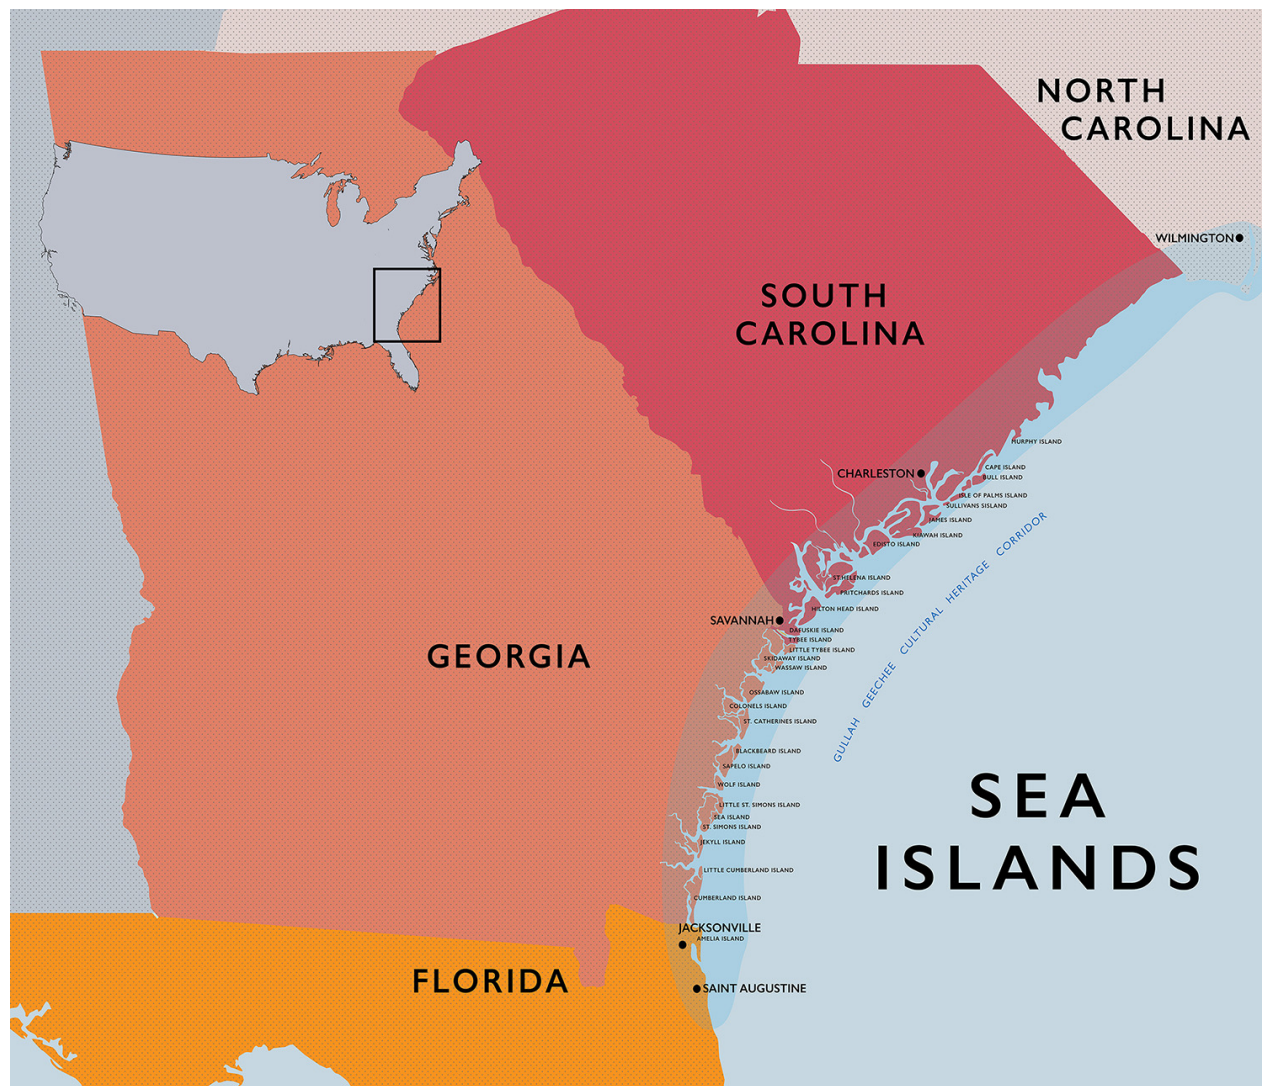 NORTH
CAROLINA
WILMINGTON
SOUTH
CAROLINA
MURPHY ISLAND
CHARLESTON
CAPE ISLAND
BULL ISLAND
ISLE OF PALMS ISLAND
SULLIVANS SISLAND
JAMES ISLAND
KIAWAH ISLAND
EDISTO ISLAND
GULLAH GEECHEE CULTURAL HERITAGE CORRIDOR
ST.HELENA ISLAND
PRITCHARDS ISLAND
HILTON HEAD ISLAND
SAVANNAH
DAFUSKIE ISLAND
TYBEE ISLAND
LITTLE TYBEE ISLAND
SKIDAWAY ISLAND
WASSAW ISLAND
GEORGIA
OSSABAW ISLAND
COLONELS ISLAND
ST. CATHERINES ISLAND
BLACKBEARD ISLAND
SAPELO ISLAND
WOLF ISLAND
SEA
ISLANDS
LITTLE ST. SIMONS ISLAND
SEA ISLAND
ST. SIMONS ISLAND
JEKYLL ISLAND
LITTLE CUMBERLAND ISLAND
CUMBERLAND ISLAND
JACKSONVILLE
AMELIA ISLAND
FLORIDA
SAINT AUGUSTINE